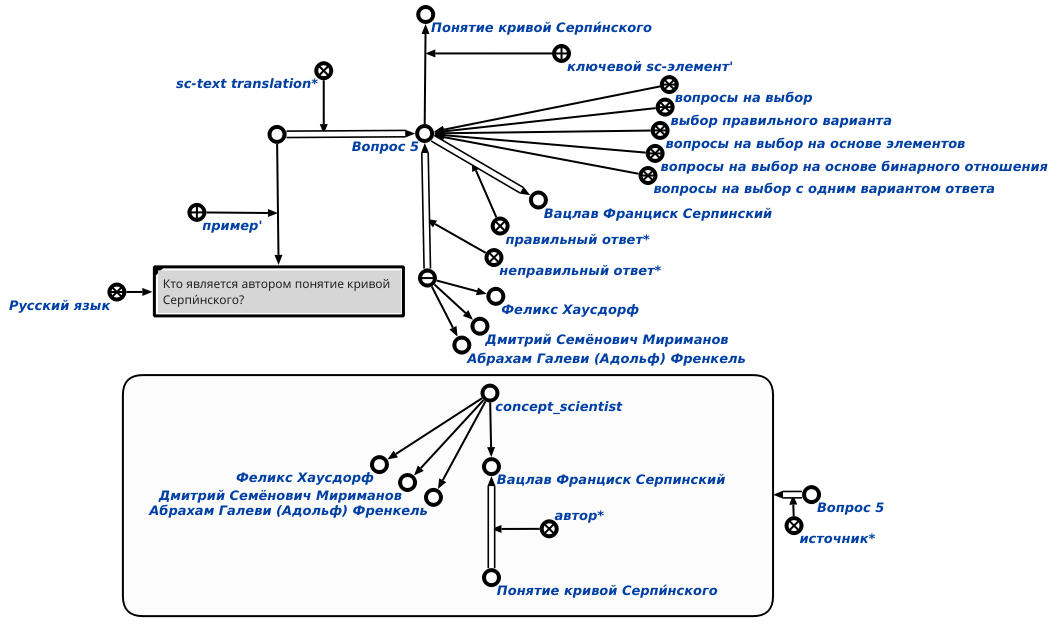 Понятие кривой Серпи́нского
ключевой sc-элемент'
sc-text translation*
вопросы на выбор
выбор правильного варианта
вопросы на выбор на основе элементов
Вопрос 5
вопросы на выбор на основе бинарного отношения
вопросы на выбор с одним вариантом ответа
Вацлав Франциск Серпинский
пример'
правильный ответ*
неправильный ответ*
Кто является автором понятие кривой
Серпи́нского?
Русский язык
Феликс Хаусдорф
Дмитрий Семёнович Мириманов
Абрахам Галеви (Адольф) Френкель
concept_scientist
Феликс Хаусдорф
Вацлав Франциск Серпинский
Дмитрий Семёнович Мириманов
Абрахам Галеви (Адольф) Френкель
автор*
Вопрос 5
источник*
Понятие кривой Серпи́нского